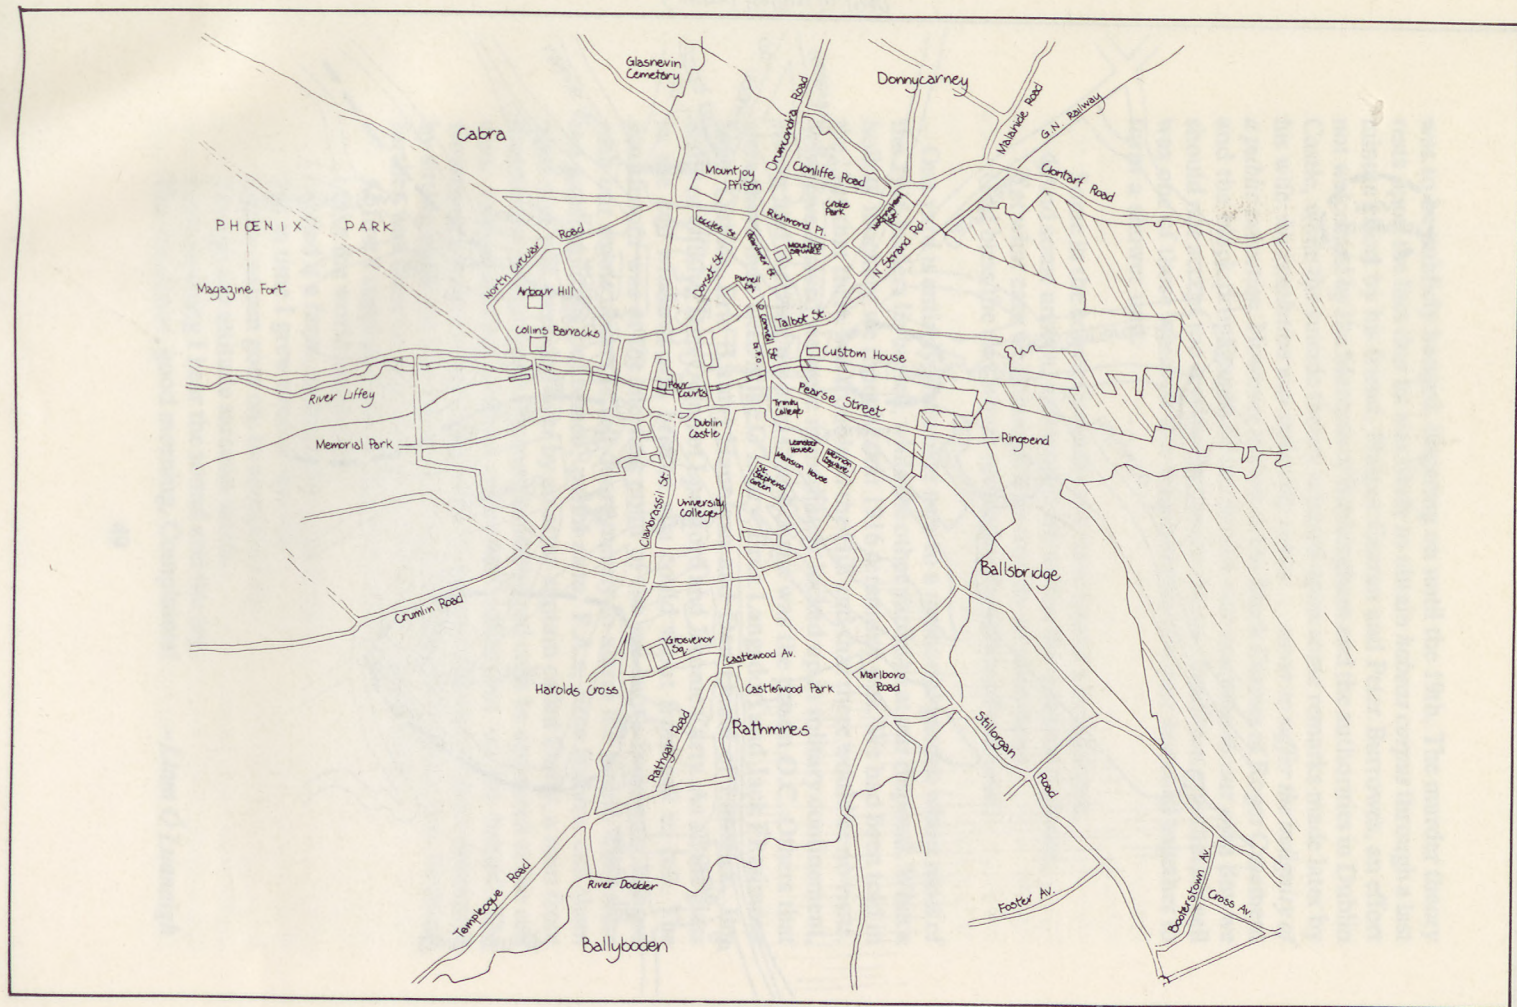 Glasnevin
Cemetery
Donnycarney
Cabra
Drumcondra Road
Malahide Road
G.N. Railway
Mountjoy
Prison
Clonliffe Road
Clontarf Road
Croke
Park
PHŒNIX PARK
North Circular Road
Eccles St.
Richmond Pl.
Gardiner St.
Mountjoy
Square
N Strand Rd
Magazine Fort
Arbour Hill
Dorset St
Parnell
Sq.
Talbot St.
O Connell St
G.P.O.
Collins Barracks
Custom House
River Liffey
Four
Courts
Pearse Street
Trinity
College
Memorial Park
Dublin
Castle
Ringsend
Leinster
House
Merrion
Square
Mansion House
St
Stephens
Green
Clanbrassil St.
University
College
Ballsbridge
Crumlin Road
Grosvenor
Sq.
Castlewood Av.
Harolds Cross
Castlewood Park
Marlboro
Road
Rathgar Road
Rathmines
Stillorgan Road
Templeogue Road
River Dodder
Foster Av.
Booterstown Av.
Cross Av.
Ballyboden